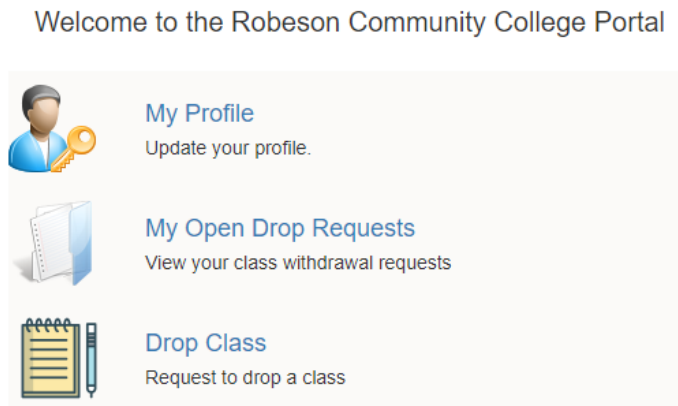 Welcome to the Robeson Community College Portal
My Profile
Update your profile.
My Open Drop Requests
View your class withdrawal requests
Drop Class
Request to drop a class